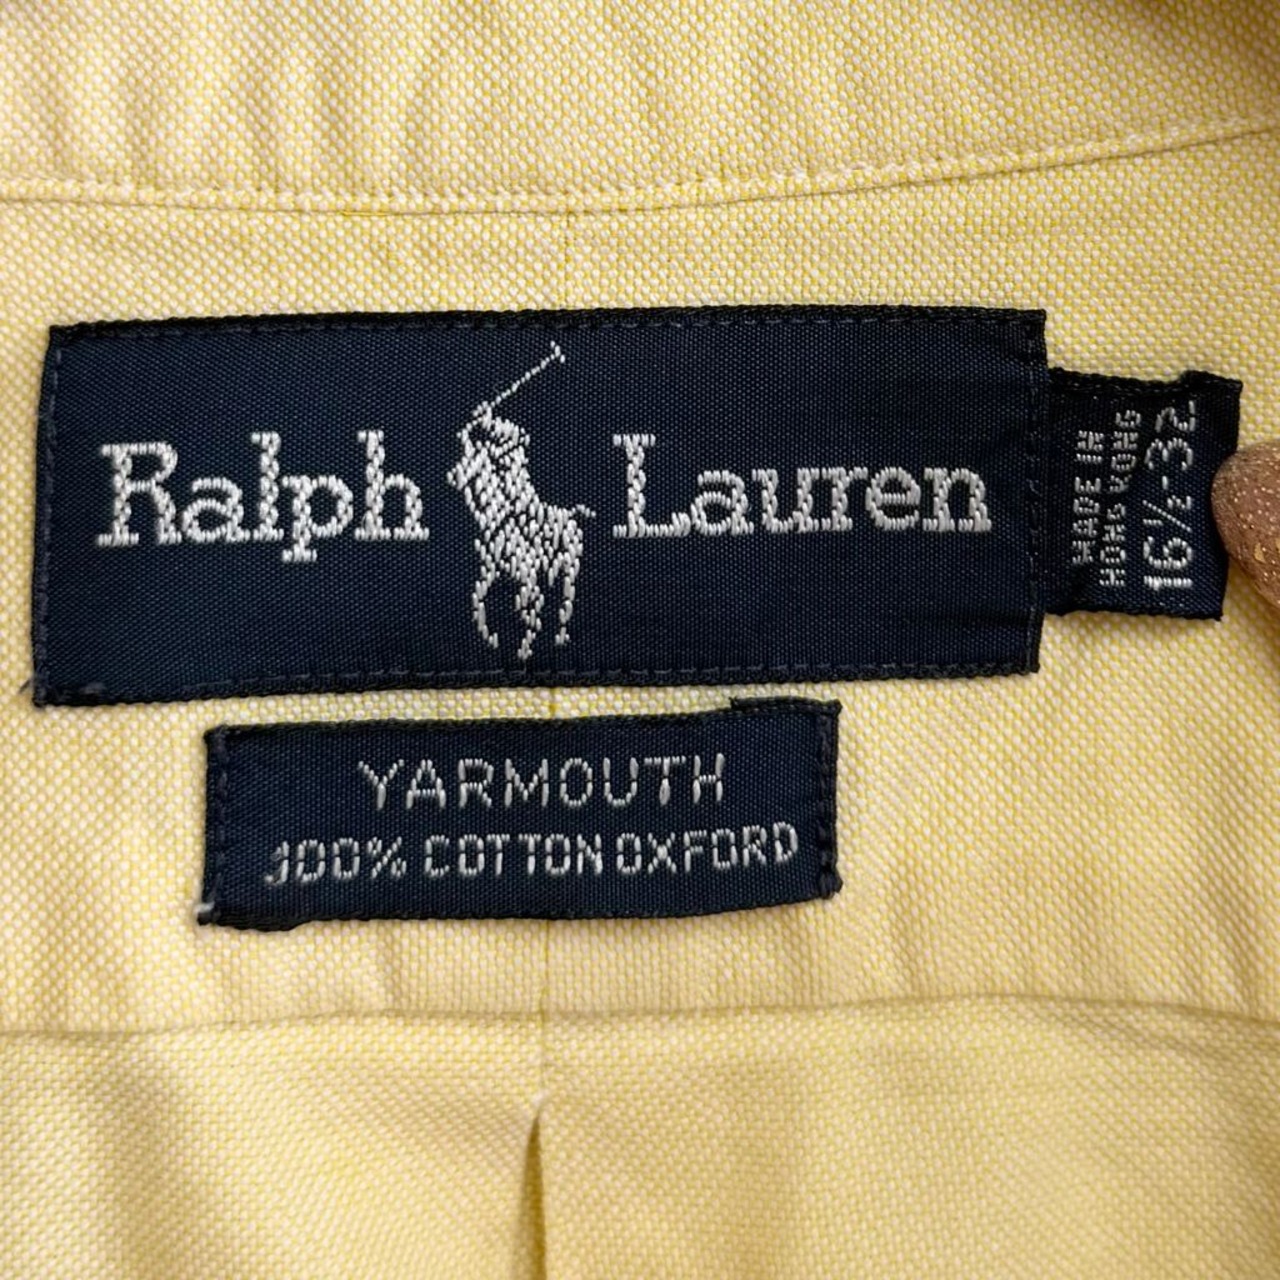 Ralph Lauren
MADE IN
HONG KONG
16½-32
YARMOUTH
100% COTTON OXFORD